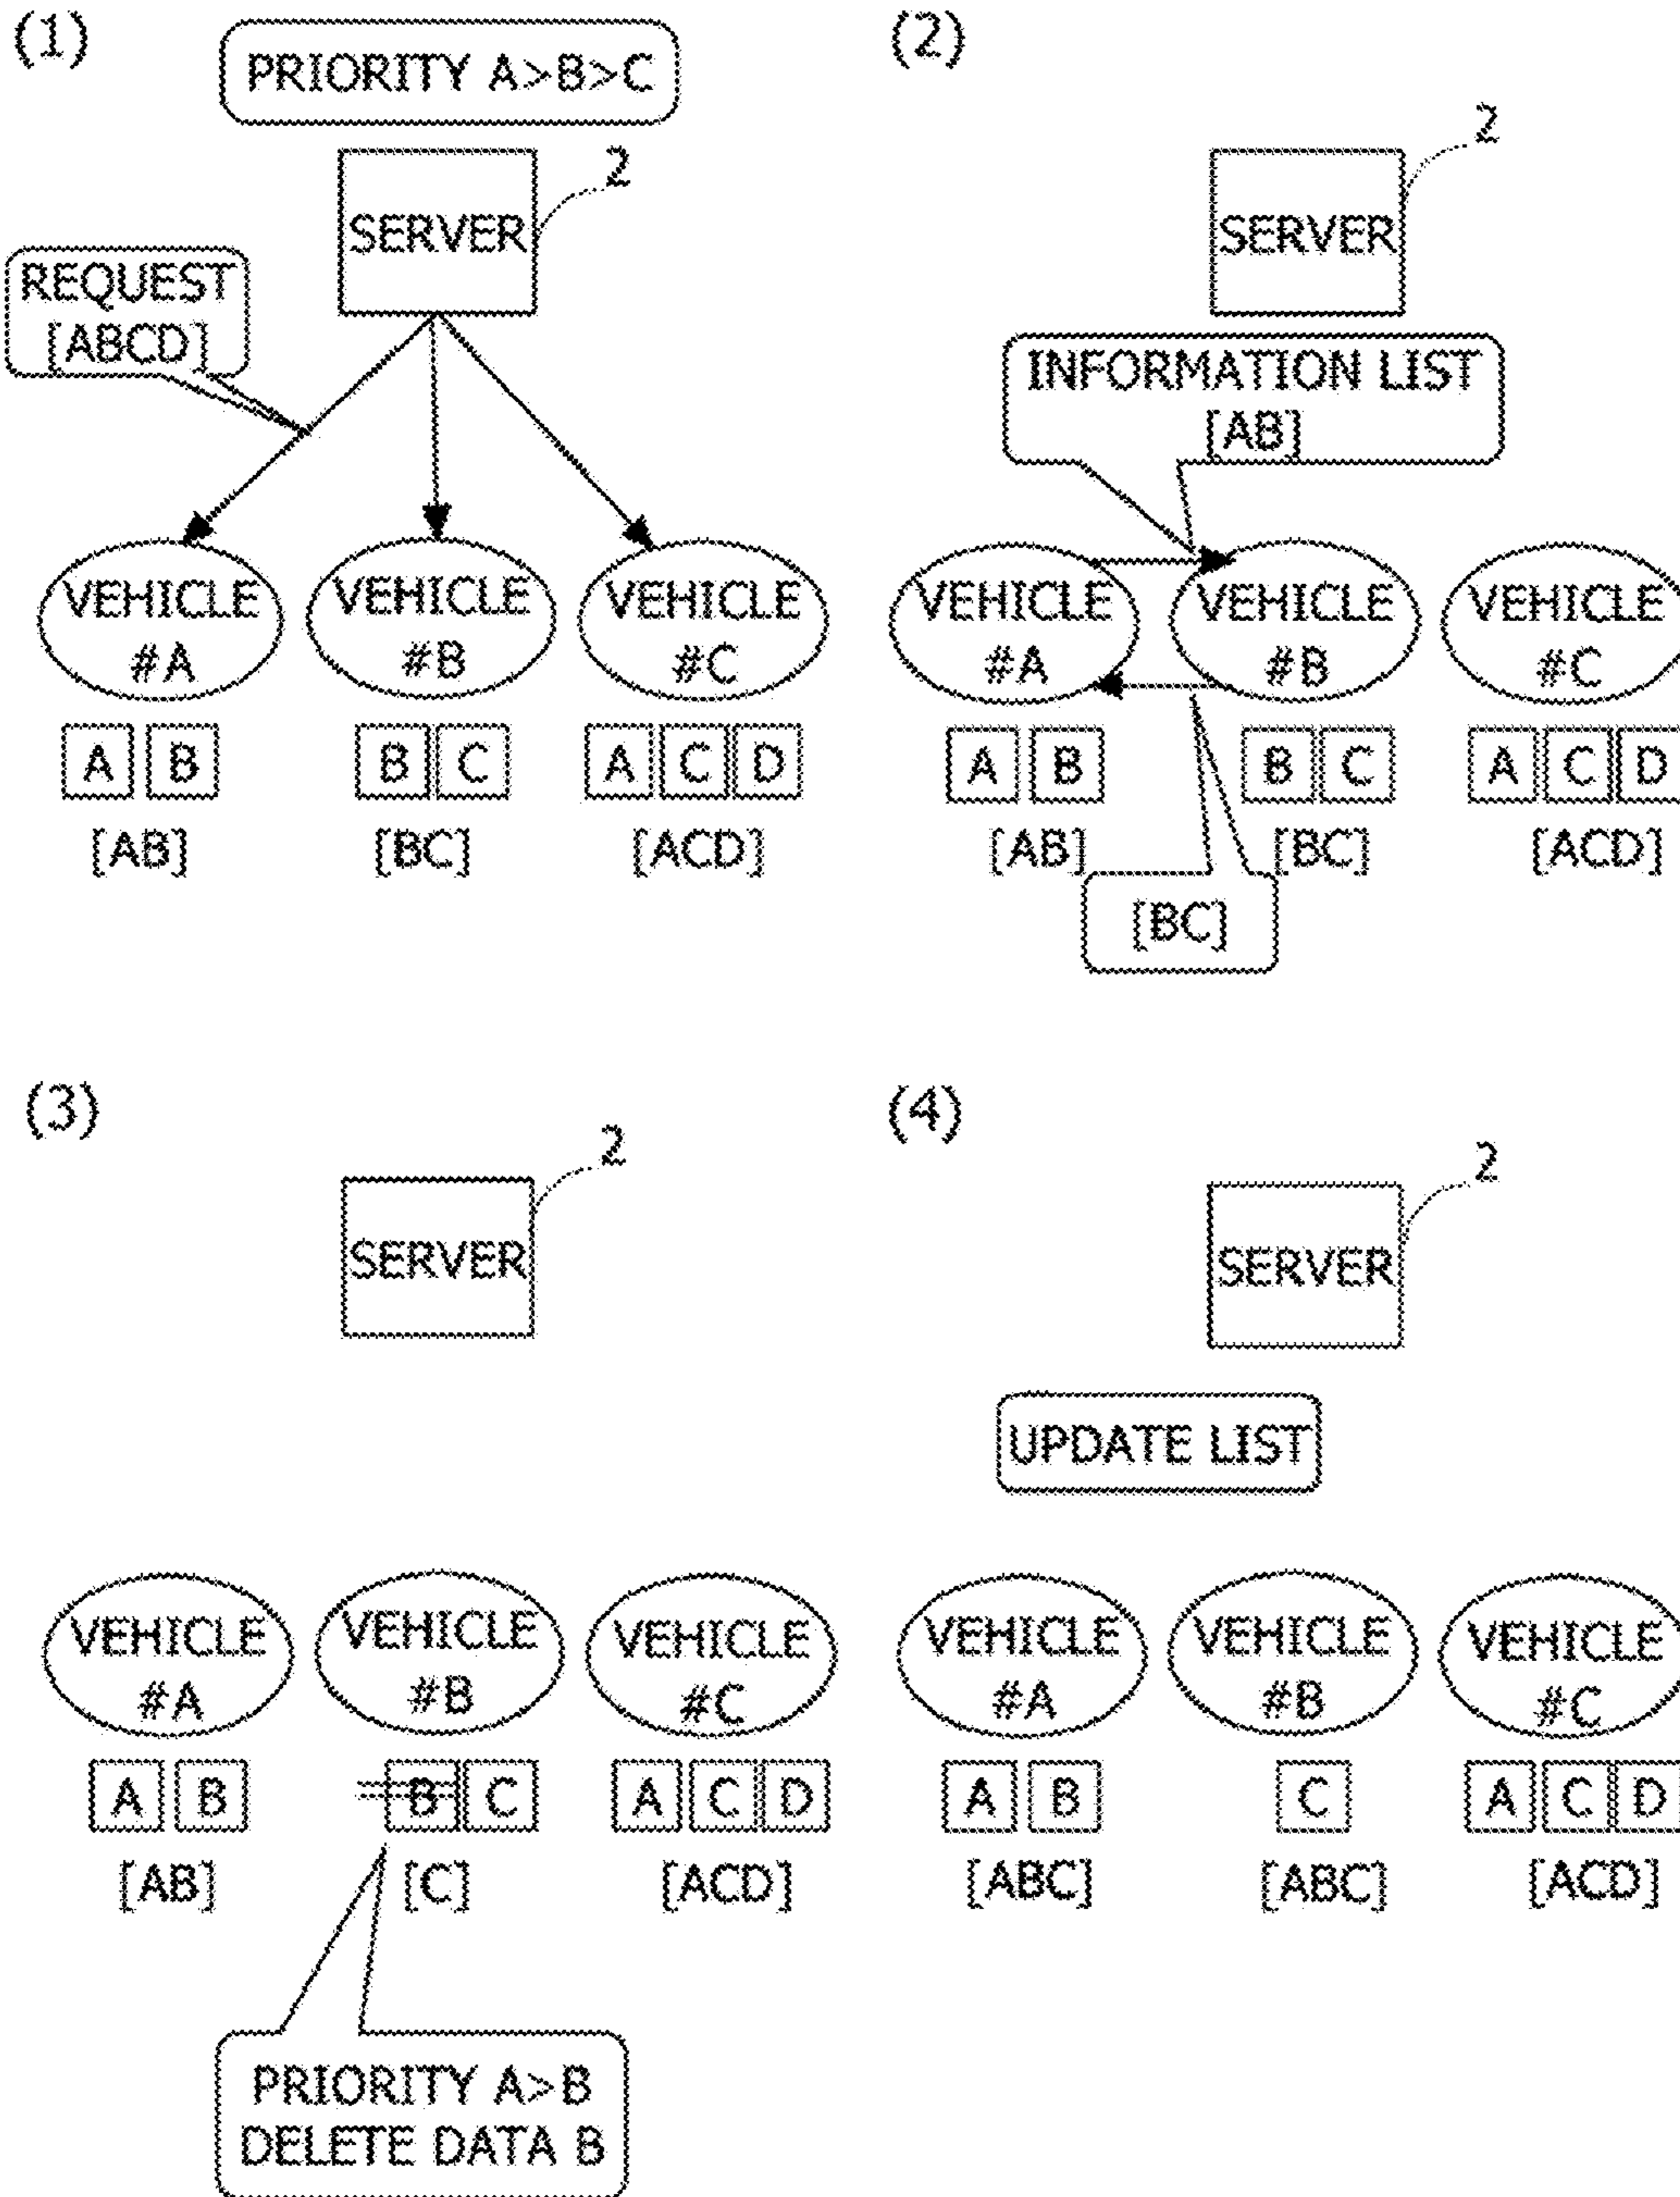 (1)
PRIORITY A>B>C
2
SERVER
REQUEST
[ABCD]
VEHICLE
#A
VEHICLE
#B
VEHICLE
#C
A B
B C
A C D
[AB]
[BC]
[ACD]
(2)
2
SERVER
INFORMATION LIST
[AB]
VEHICLE
#A
VEHICLE
#B
VEHICLE
#C
A B
B C
A C D
[AB]
[BC]
[ACD]
[BC]
(3)
2
SERVER
VEHICLE
#A
VEHICLE
#B
VEHICLE
#C
A B
B C
A C D
[AB]
[C]
[ACD]
PRIORITY A>B
DELETE DATA B
(4)
2
SERVER
UPDATE LIST
VEHICLE
#A
VEHICLE
#B
VEHICLE
#C
A B
C
A C D
[ABC]
[ABC]
[ACD]